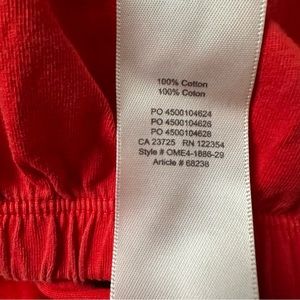 100% Cotton
100% Coton
PO 4500104624
PO 4500104626
PO 4500104628
CA 23725 RN 122354
Style # OME4-1886-29
Article # 68238